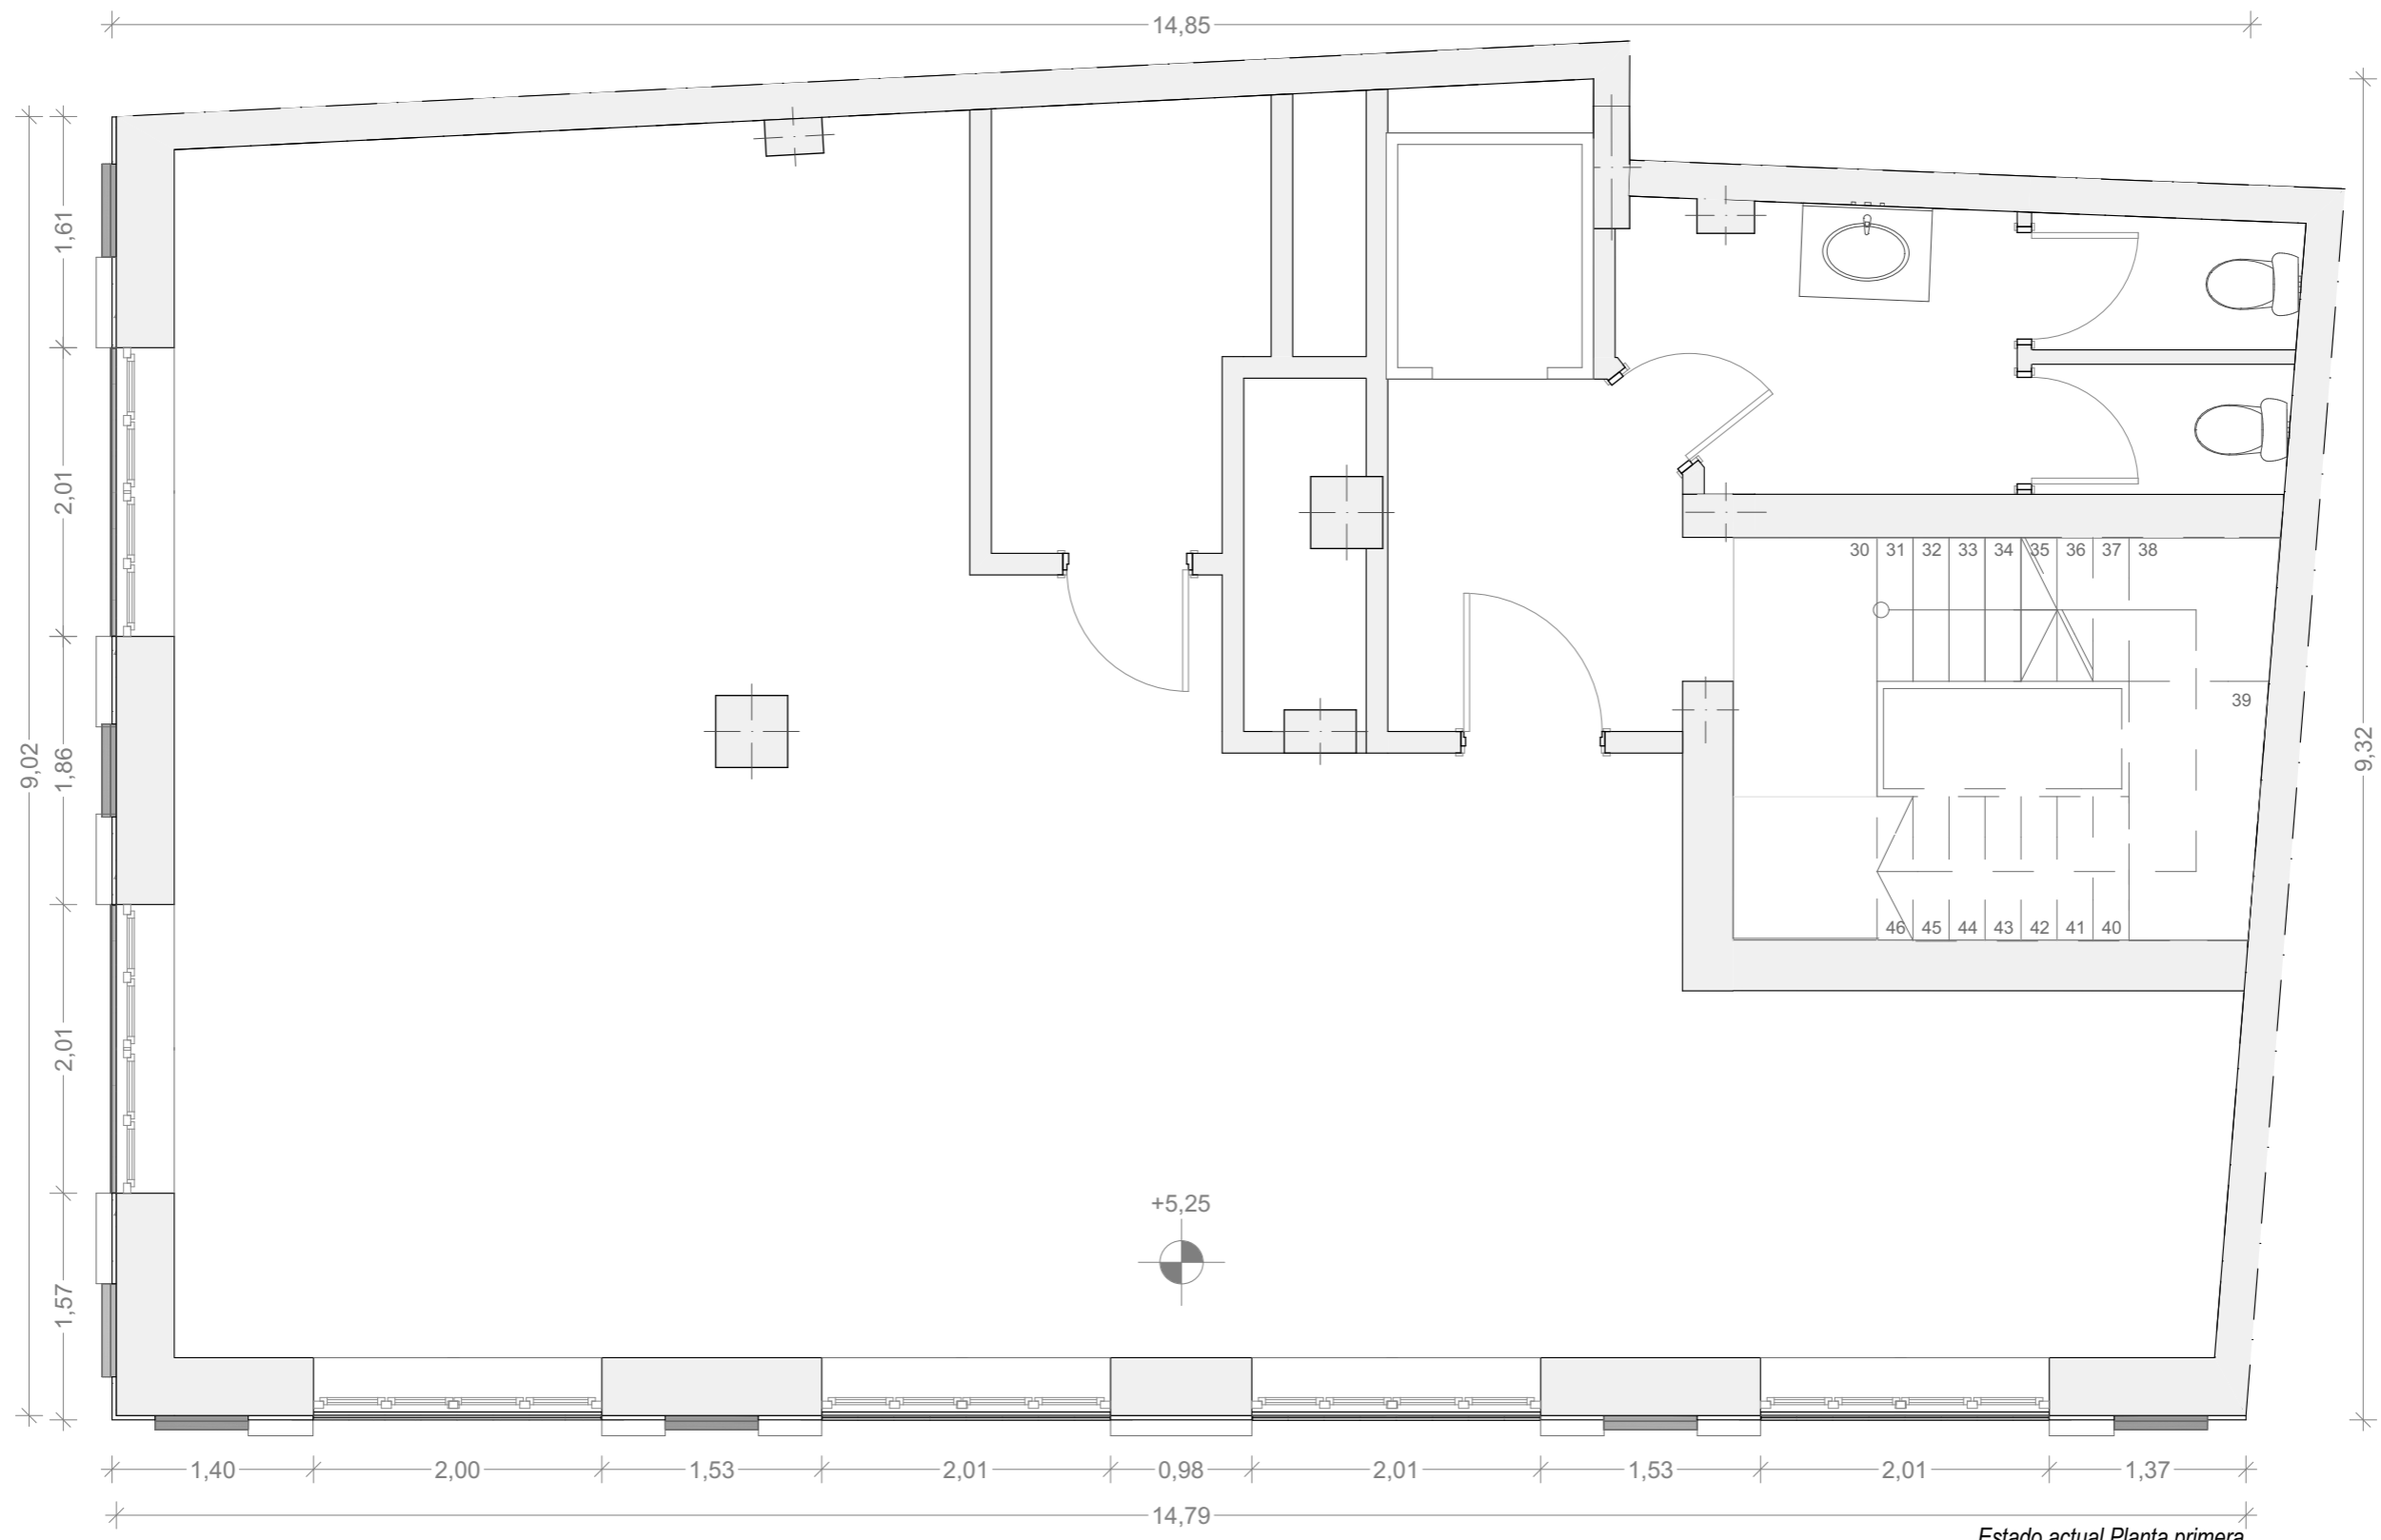 14,85
1,61
2,01
30 31 32 33 34 35 36 37 38
39
9,02
1,86
9,32
46 45 44 43 42 41 40
2,01
+5,25
1,57
1,40 2,00 1,53 2,01 0,98 2,01 1,53 2,01 1,37
14,79
Estado actual Planta primera